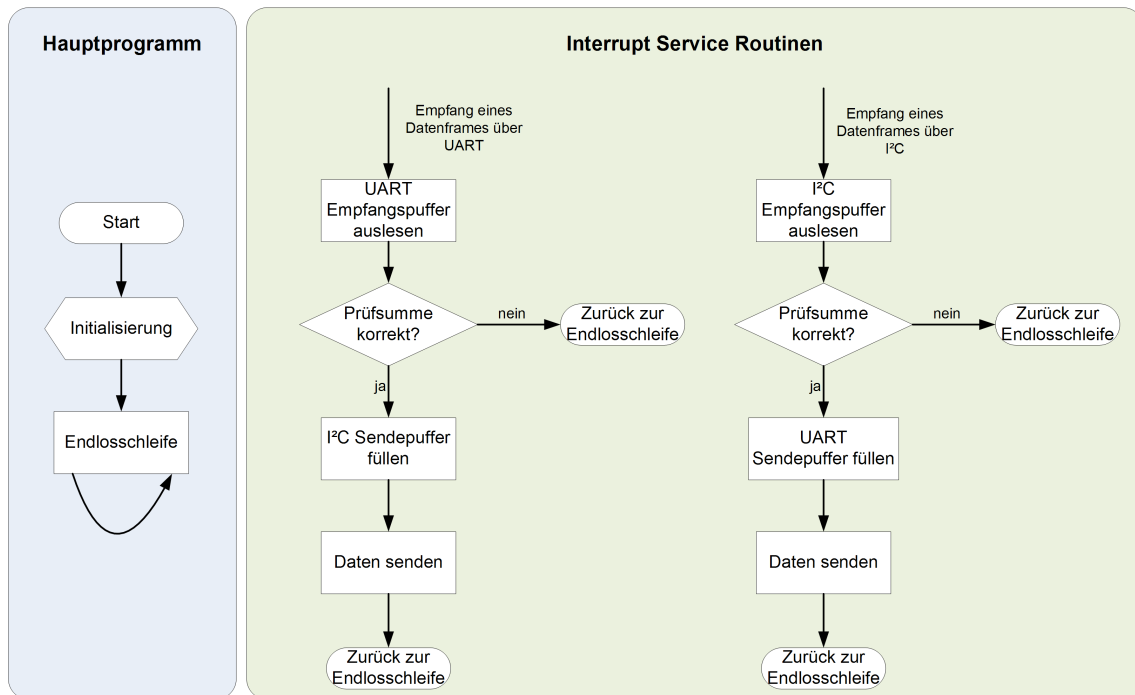 Hauptprogramm
Start
Initialisierung
Endlosschleife
Interrupt Service Routinen
Empfang eines
Datenframes über
UART
UART
Empfangspuffer
auslesen
Prüfsumme
korrekt?
nein
Zurück zur
Endlosschleife
ja
I²C Sendepuffer
füllen
Daten senden
Zurück zur
Endlosschleife
Empfang eines
Datenframes über
I²C
I²C
Empfangspuffer
auslesen
Prüfsumme
korrekt?
nein
Zurück zur
Endlosschleife
ja
UART
Sendepuffer füllen
Daten senden
Zurück zur
Endlosschleife